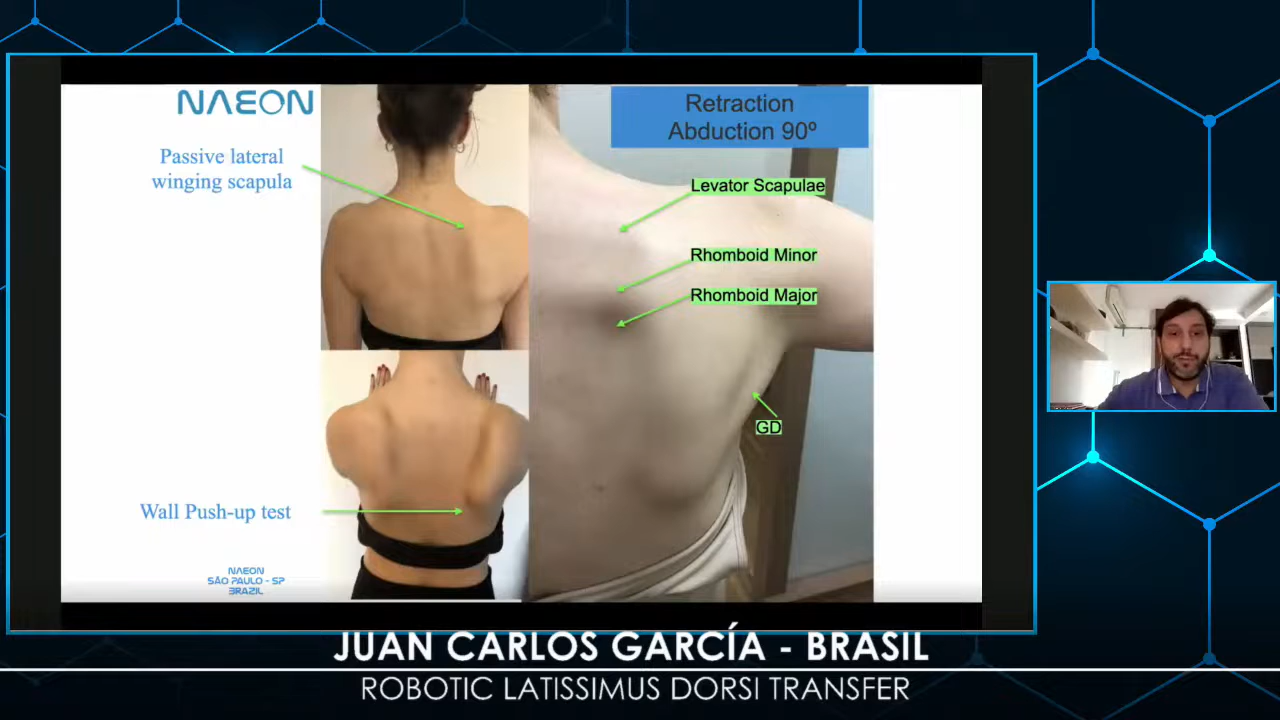 NAEON
Passive lateral
winging scapula
Wall Push-up test
NAEON
SÃO PAULO - SP
BRAZIL
Retraction
Abduction 90º
Levator Scapulae
Rhomboid Minor
Rhomboid Major
GD
JUAN CARLOS GARCÍA - BRASIL
ROBOTIC LATISSIMUS DORSI TRANSFER